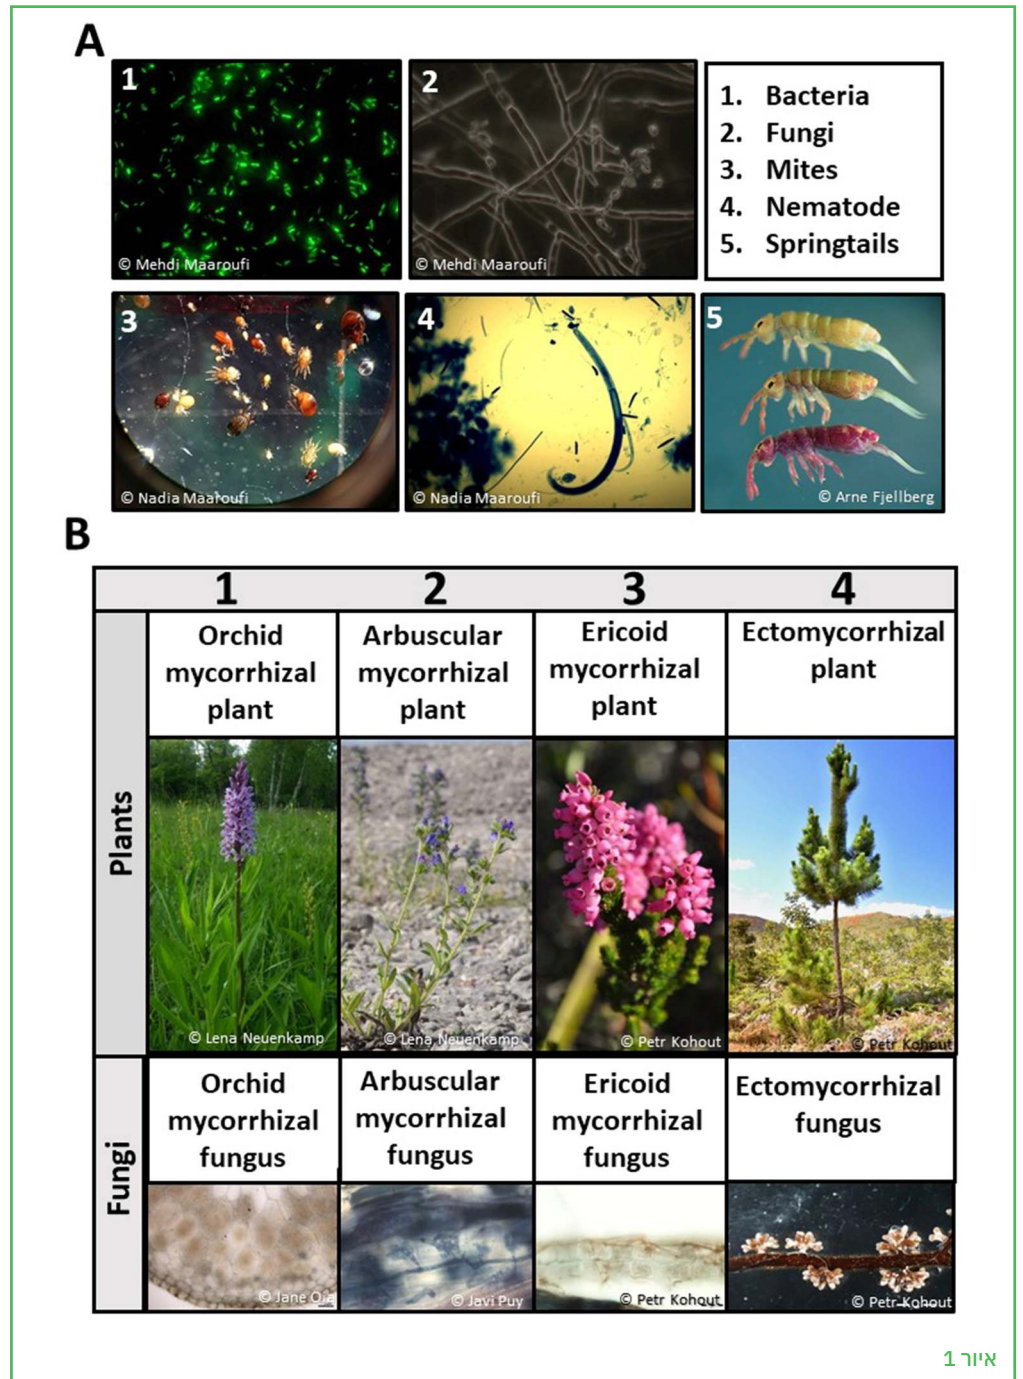 A
1
2
1. Bacteria
2. Fungi
3. Mites
4. Nematode
5. Springtails
© Mehdi Maaroufi
© Mehdi Maaroufi
3
4
5
© Nadia Maaroufi
© Nadia Maaroufi
© Arne Fjellberg
B
1
2
3
4
Plants
Orchid
mycorrhizal
plant
Arbuscular
mycorrhizal
plant
Ericoid
mycorrhizal
plant
Ectomycorrhizal
plant
© Lena Neuenkamp
© Lena Neuenkamp
© Petr Kohout
© Petr Kohout
Fungi
Orchid
mycorrhizal
fungus
Arbuscular
mycorrhizal
fungus
Ericoid
mycorrhizal
fungus
Ectomycorrhizal
fungus
© Jane Oja
© Javi Puy
© Petr Kohout
© Petr Kohout
איור 1